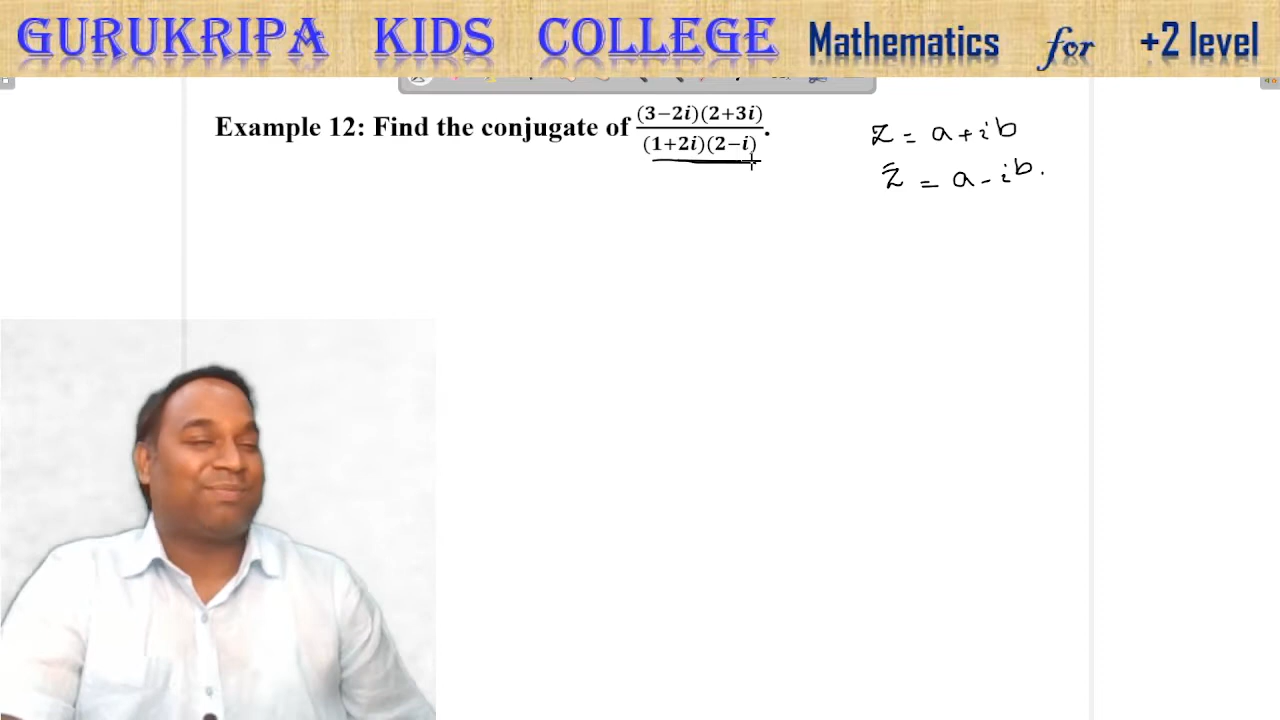 GURUKRIPA KIDS COLLEGE Mathematics for +2 level
Example 12: Find the conjugate of (3−2i)(2+3i)/(1+2i)(2−i).
z = a+ib
z̄ = a-ib.